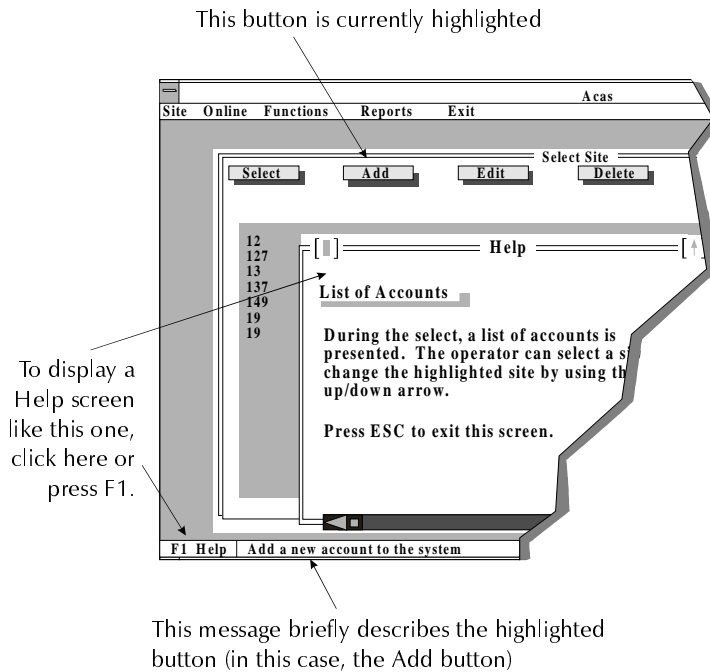 This button is currently highlighted
Acas
Site Online Functions Reports Exit
Select Site
Select Add Edit Delete
12
127
13
137
149
19
19
Help
List of Accounts
During the select, a list of accounts is
presented. The operator can select a
change the highlighted site by using
up/down arrow.
Press ESC to exit this screen.
To display a
Help screen
like this one,
click here or
press F1.
F1 Help Add a new account to the system
This message briefly describes the highlighted
button (in this case, the Add button)